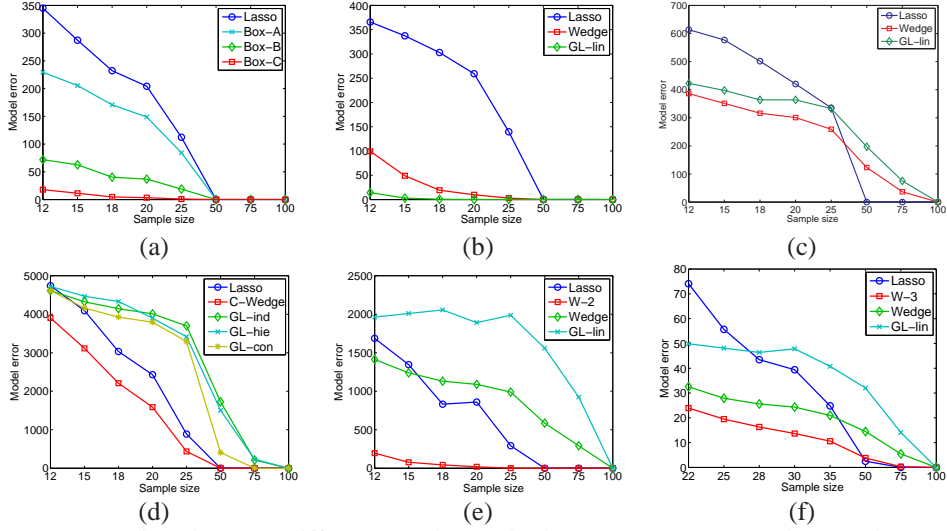 350
300
250
200
150
100
50
0
Model error
12 15 18 20 25 50 75 100
Sample size
Lasso
Box−A
Box−B
Box−C
(a)
400
350
300
250
200
150
100
50
0
Model error
12 15 18 20 25 50 75 100
Sample size
Lasso
Wedge
GL−lin
(b)
700
600
500
400
300
200
100
0
Model error
12 15 18 20 25 50 75 100
Sample size
Lasso
Wedge
GL−lin
(c)
5000
4000
3000
2000
1000
0
Model error
12 15 18 20 25 50 75 100
Sample size
Lasso
C−Wedge
GL−ind
GL−hie
GL−con
(d)
2500
2000
1500
1000
500
0
Model error
12 15 18 20 25 50 75 100
Sample size
Lasso
W−2
Wedge
GL−lin
(e)
80
70
60
50
40
30
20
10
0
Model error
22 25 28 30 35 50 75 100
Sample size
Lasso
W−3
Wedge
GL−lin
(f)